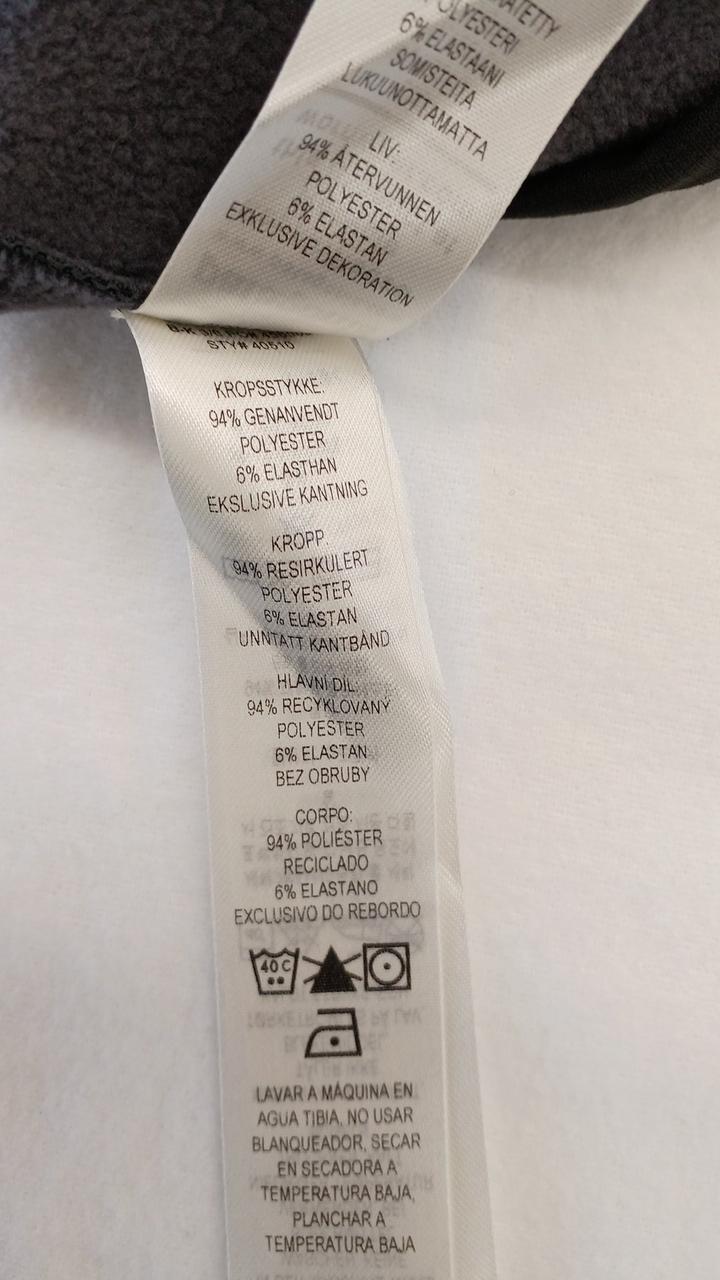 POLYESTERI
6% ELASTAANI
SOMISTEITA
LUKUUNOTTAMATTA
LIV:
94% ÅTERVUNNEN
POLYESTER
6% ELASTAN
EXKLUSIVE DEKORATION
STY# 40510
KROPSSTYKKE:
94% GENANVENDT
POLYESTER
6% ELASTHAN
EKSLUSIVE KANTNING
KROPP:
94% RESIRKULERT
POLYESTER
6% ELASTAN
UNNTATT KANTBÅND
HLAVNÍ DÍL:
94% RECYKLOVANÝ
POLYESTER
6% ELASTAN
BEZ OBRUBY
CORPO:
94% POLIÉSTER
RECICLADO
6% ELASTANO
EXCLUSIVO DO REBORDO
40 C
LAVAR A MÁQUINA EN
AGUA TIBIA, NO USAR
BLANQUEADOR, SECAR
EN SECADORA A
TEMPERATURA BAJA,
PLANCHAR A
TEMPERATURA BAJA